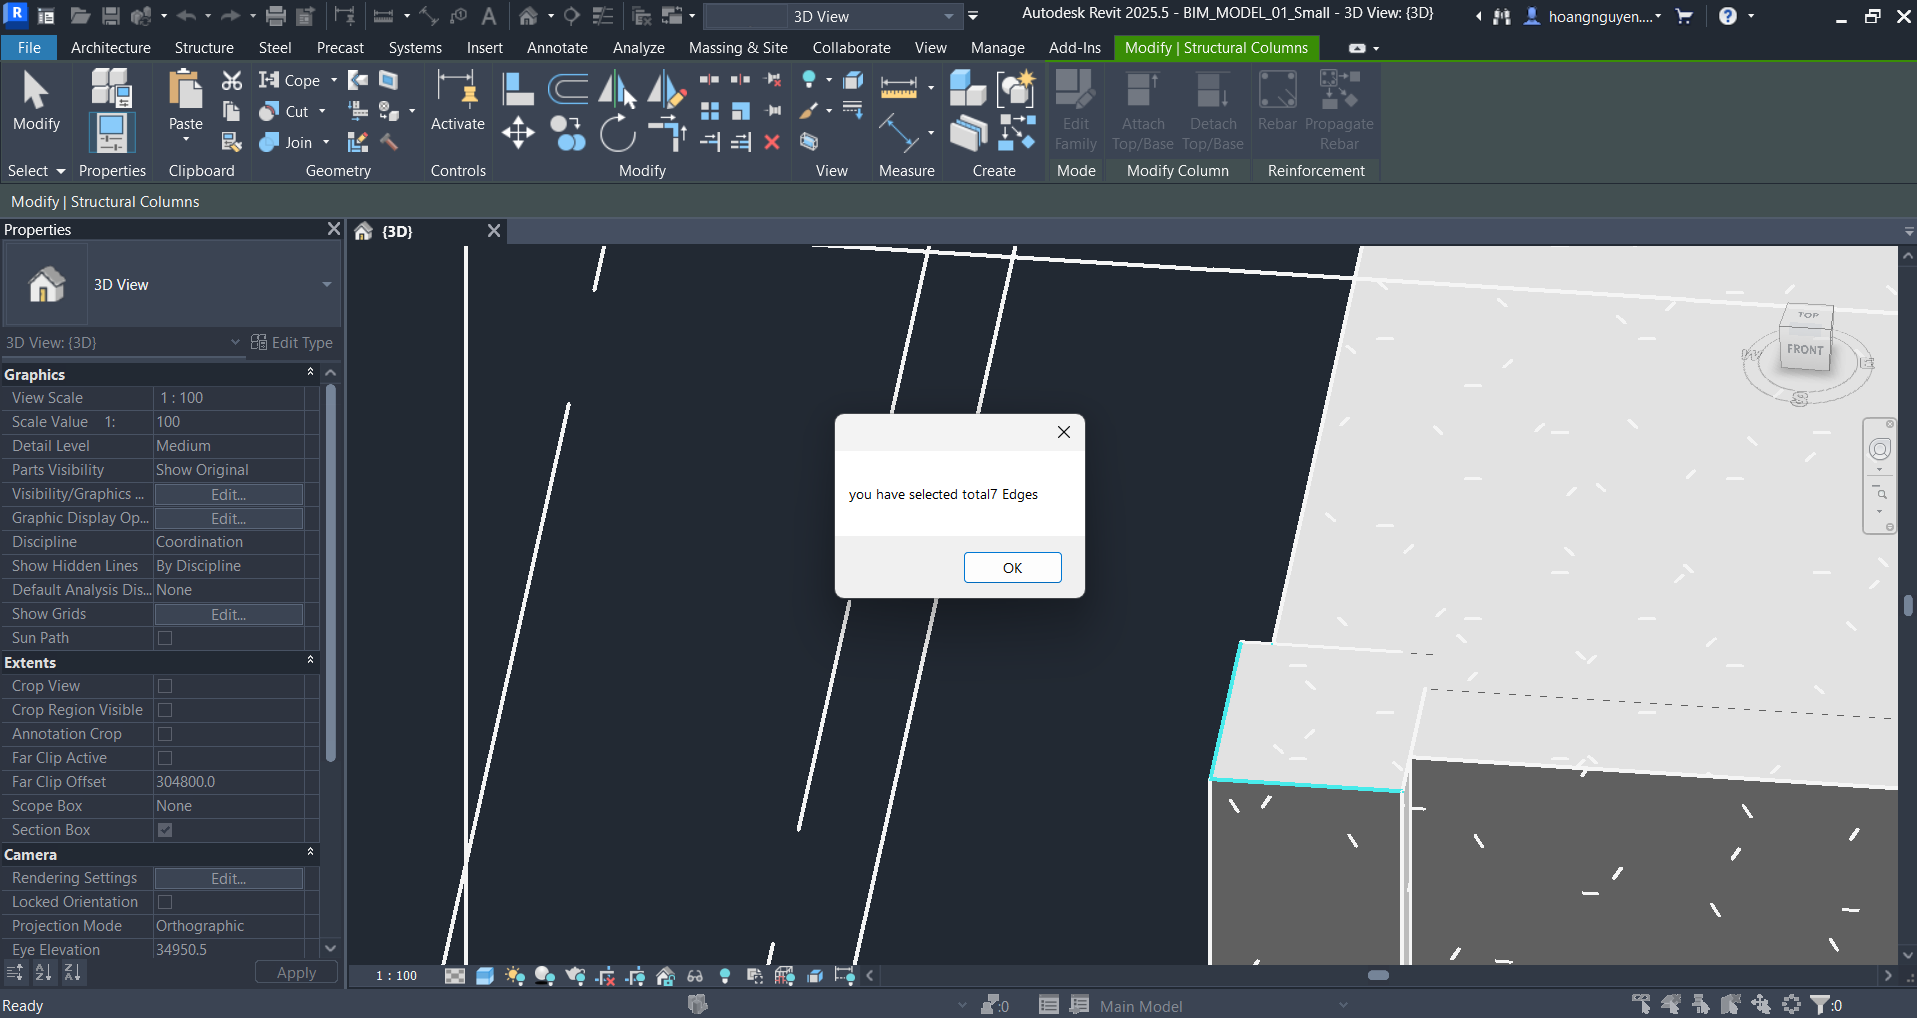 3D View
Autodesk Revit 2025.5 - BIM_MODEL_01_Small - 3D View: {3D}
hoangnguyen....
File Architecture Structure Steel Precast Systems Insert Annotate Analyze Massing & Site Collaborate View Manage Add-Ins Modify | Structural Columns
Modify
Paste
Cope
Cut
Join
Activate
Edit
Family
Attach
Top/Base
Detach
Top/Base
Rebar
Propagate
Rebar
Select Properties Clipboard Geometry Controls Modify View Measure Create Mode Modify Column Reinforcement
Modify | Structural Columns
Properties
{3D}
3D View
3D View: {3D}
Edit Type
Graphics
View Scale 1 : 100
Scale Value 1: 100
Detail Level Medium
Parts Visibility Show Original
Visibility/Graphics ... Edit...
Graphic Display Op... Edit...
Discipline Coordination
Show Hidden Lines By Discipline
Default Analysis Dis... None
Show Grids Edit...
Sun Path
Extents
Crop View
Crop Region Visible
Annotation Crop
Far Clip Active
Far Clip Offset 304800.0
Scope Box None
Section Box
Camera
Rendering Settings Edit...
Locked Orientation
Projection Mode Orthographic
Eye Elevation 34950.5
Apply
TOP
FRONT
S
you have selected total7 Edges
OK
1 : 100
Ready
:0
Main Model
:0